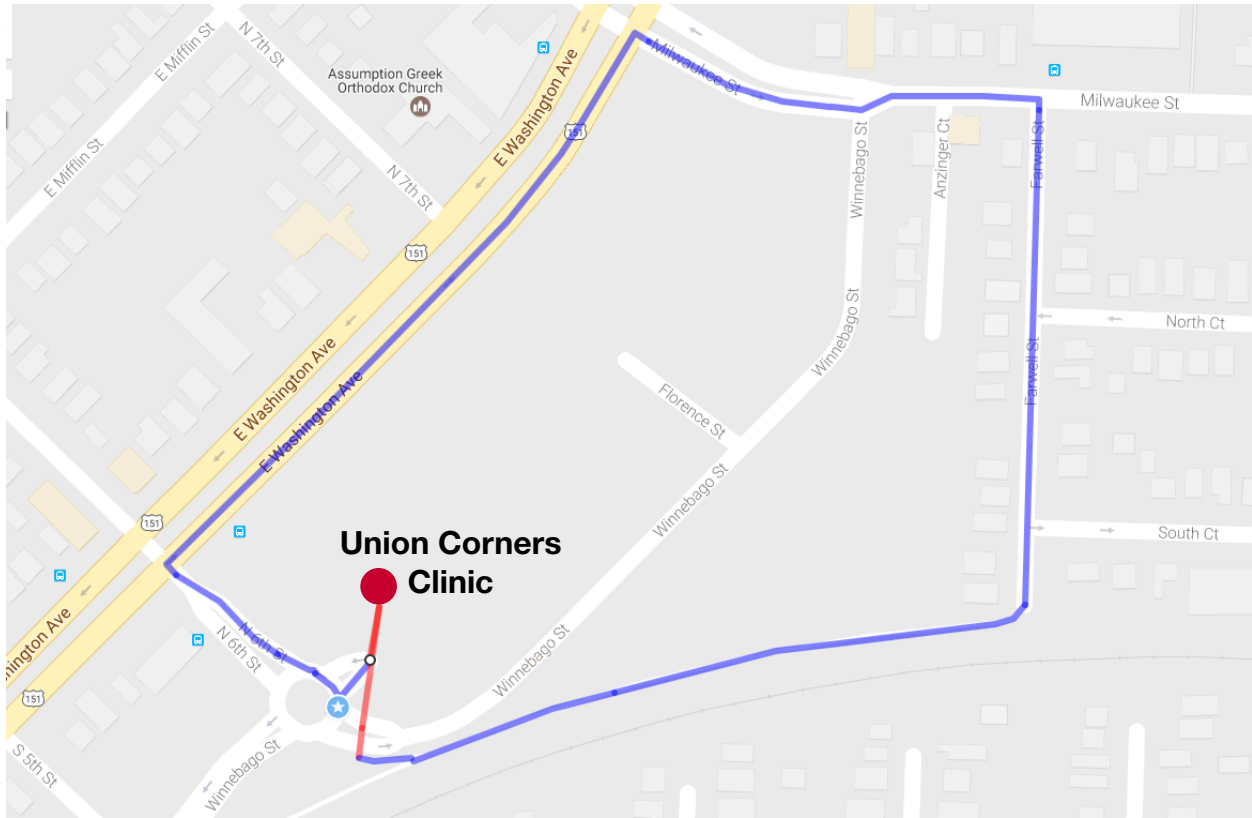 E Mifflin St
N 7th St
Assumption Greek
Orthodox Church
E Washington Ave
Milwaukee St
Milwaukee St
151
E Mifflin St
N 7th St
Winnebago St
Anzinger Ct
Farwell St
151
E Washington Ave
North Ct
Winnebago St
Farwell St
E Washington Ave
Florence St
Winnebago St
151
South Ct
Union Corners
Clinic
N 6th St
N 6th St
hington Ave
Winnebago St
151
S 5th St
Winnebago St